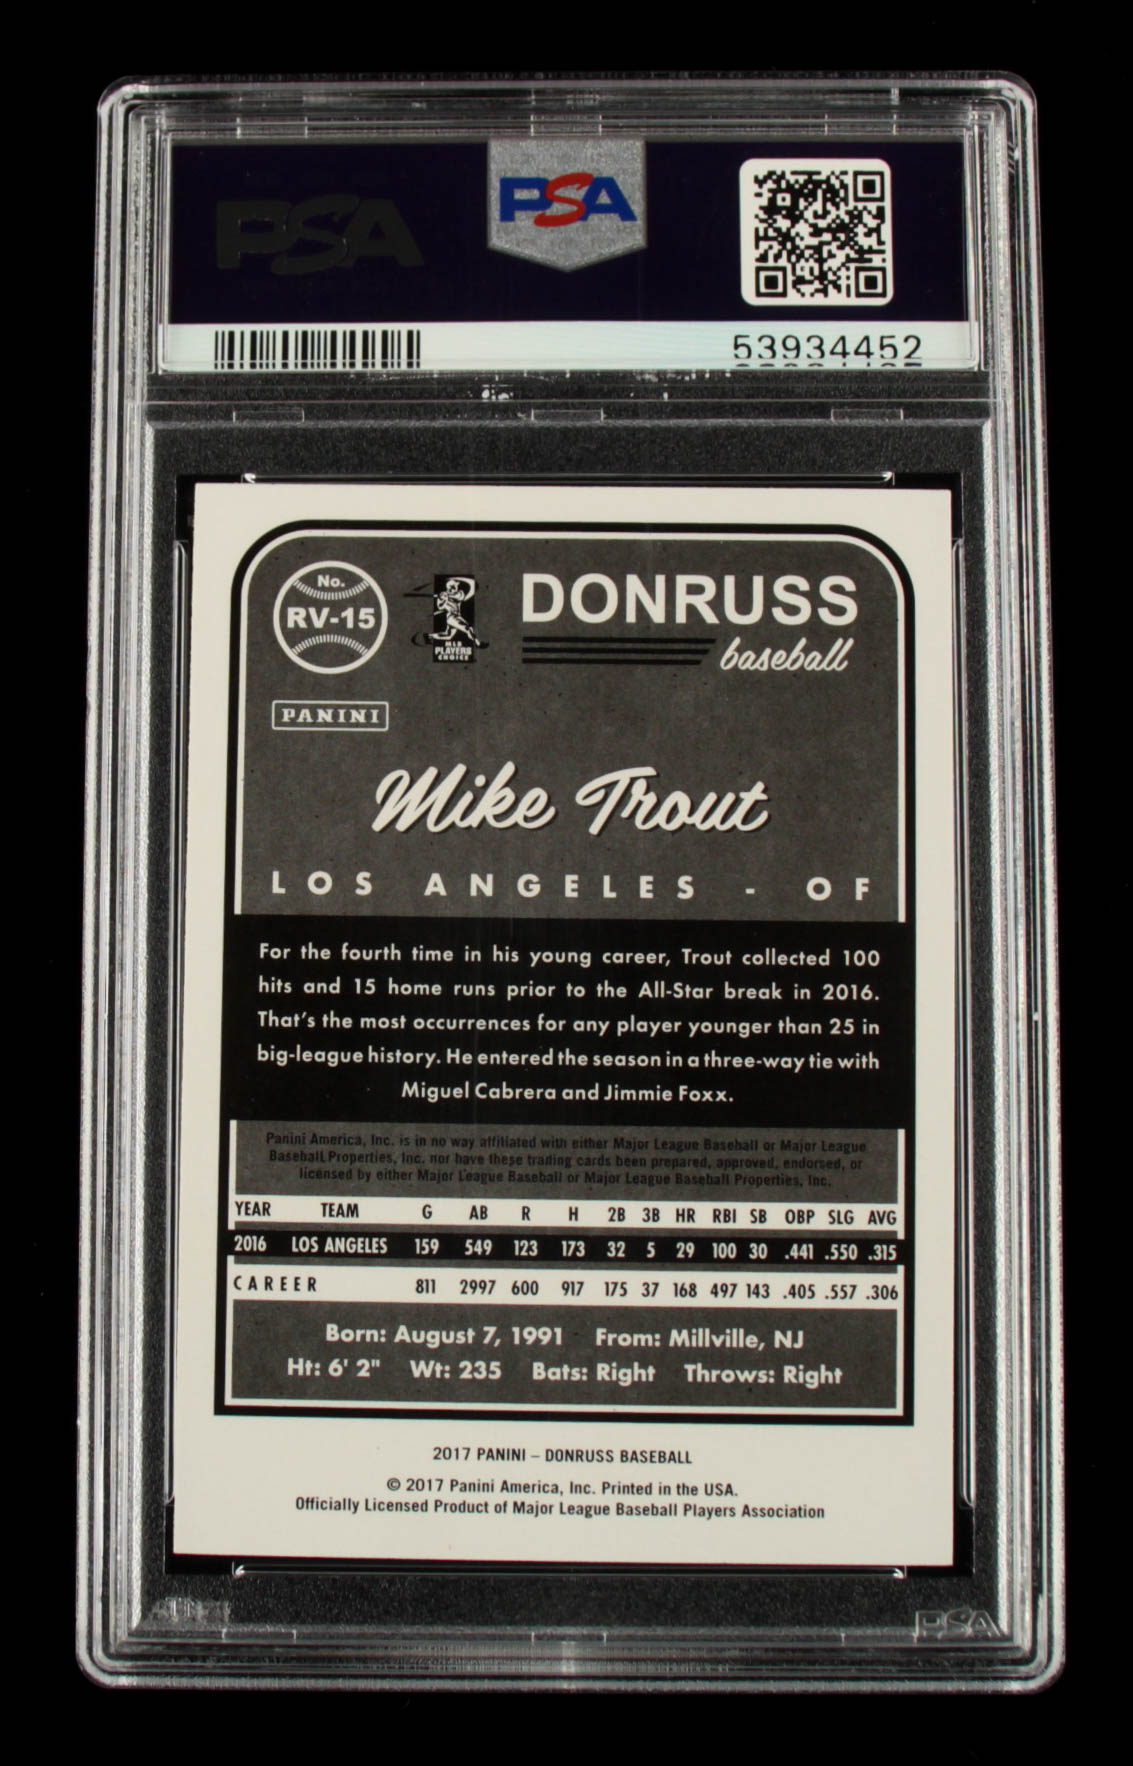 PSA
PSA
53934452
No.
RV-15
MLB
PLAYERS
CHOICE
DONRUSS
baseball
PANINI
Mike Trout
LOS ANGELES - OF
For the fourth time in his young career, Trout collected 100
hits and 15 home runs prior to the All-Star break in 2016.
That's the most occurrences for any player younger than 25 in
big-league history. He entered the season in a three-way tie with
Miguel Cabrera and Jimmie Foxx.
Panini America, Inc. is in no way affiliated with either Major League Baseball or Major League
Baseball Properties, Inc. nor have these trading cards been prepared, approved, endorsed, or
licensed by either Major League Baseball or Major League Baseball Properties, Inc.
YEAR TEAM G AB R H 2B 3B HR RBI SB OBP SLG AVG
2016 LOS ANGELES 159 549 123 173 32 5 29 100 30 .441 .550 .315
CAREER 811 2997 600 917 175 37 168 497 143 .405 .557 .306
Born: August 7, 1991 From: Millville, NJ
Ht: 6' 2" Wt: 235 Bats: Right Throws: Right
2017 PANINI – DONRUSS BASEBALL
© 2017 Panini America, Inc. Printed in the USA.
Officially Licensed Product of Major League Baseball Players Association
PSA